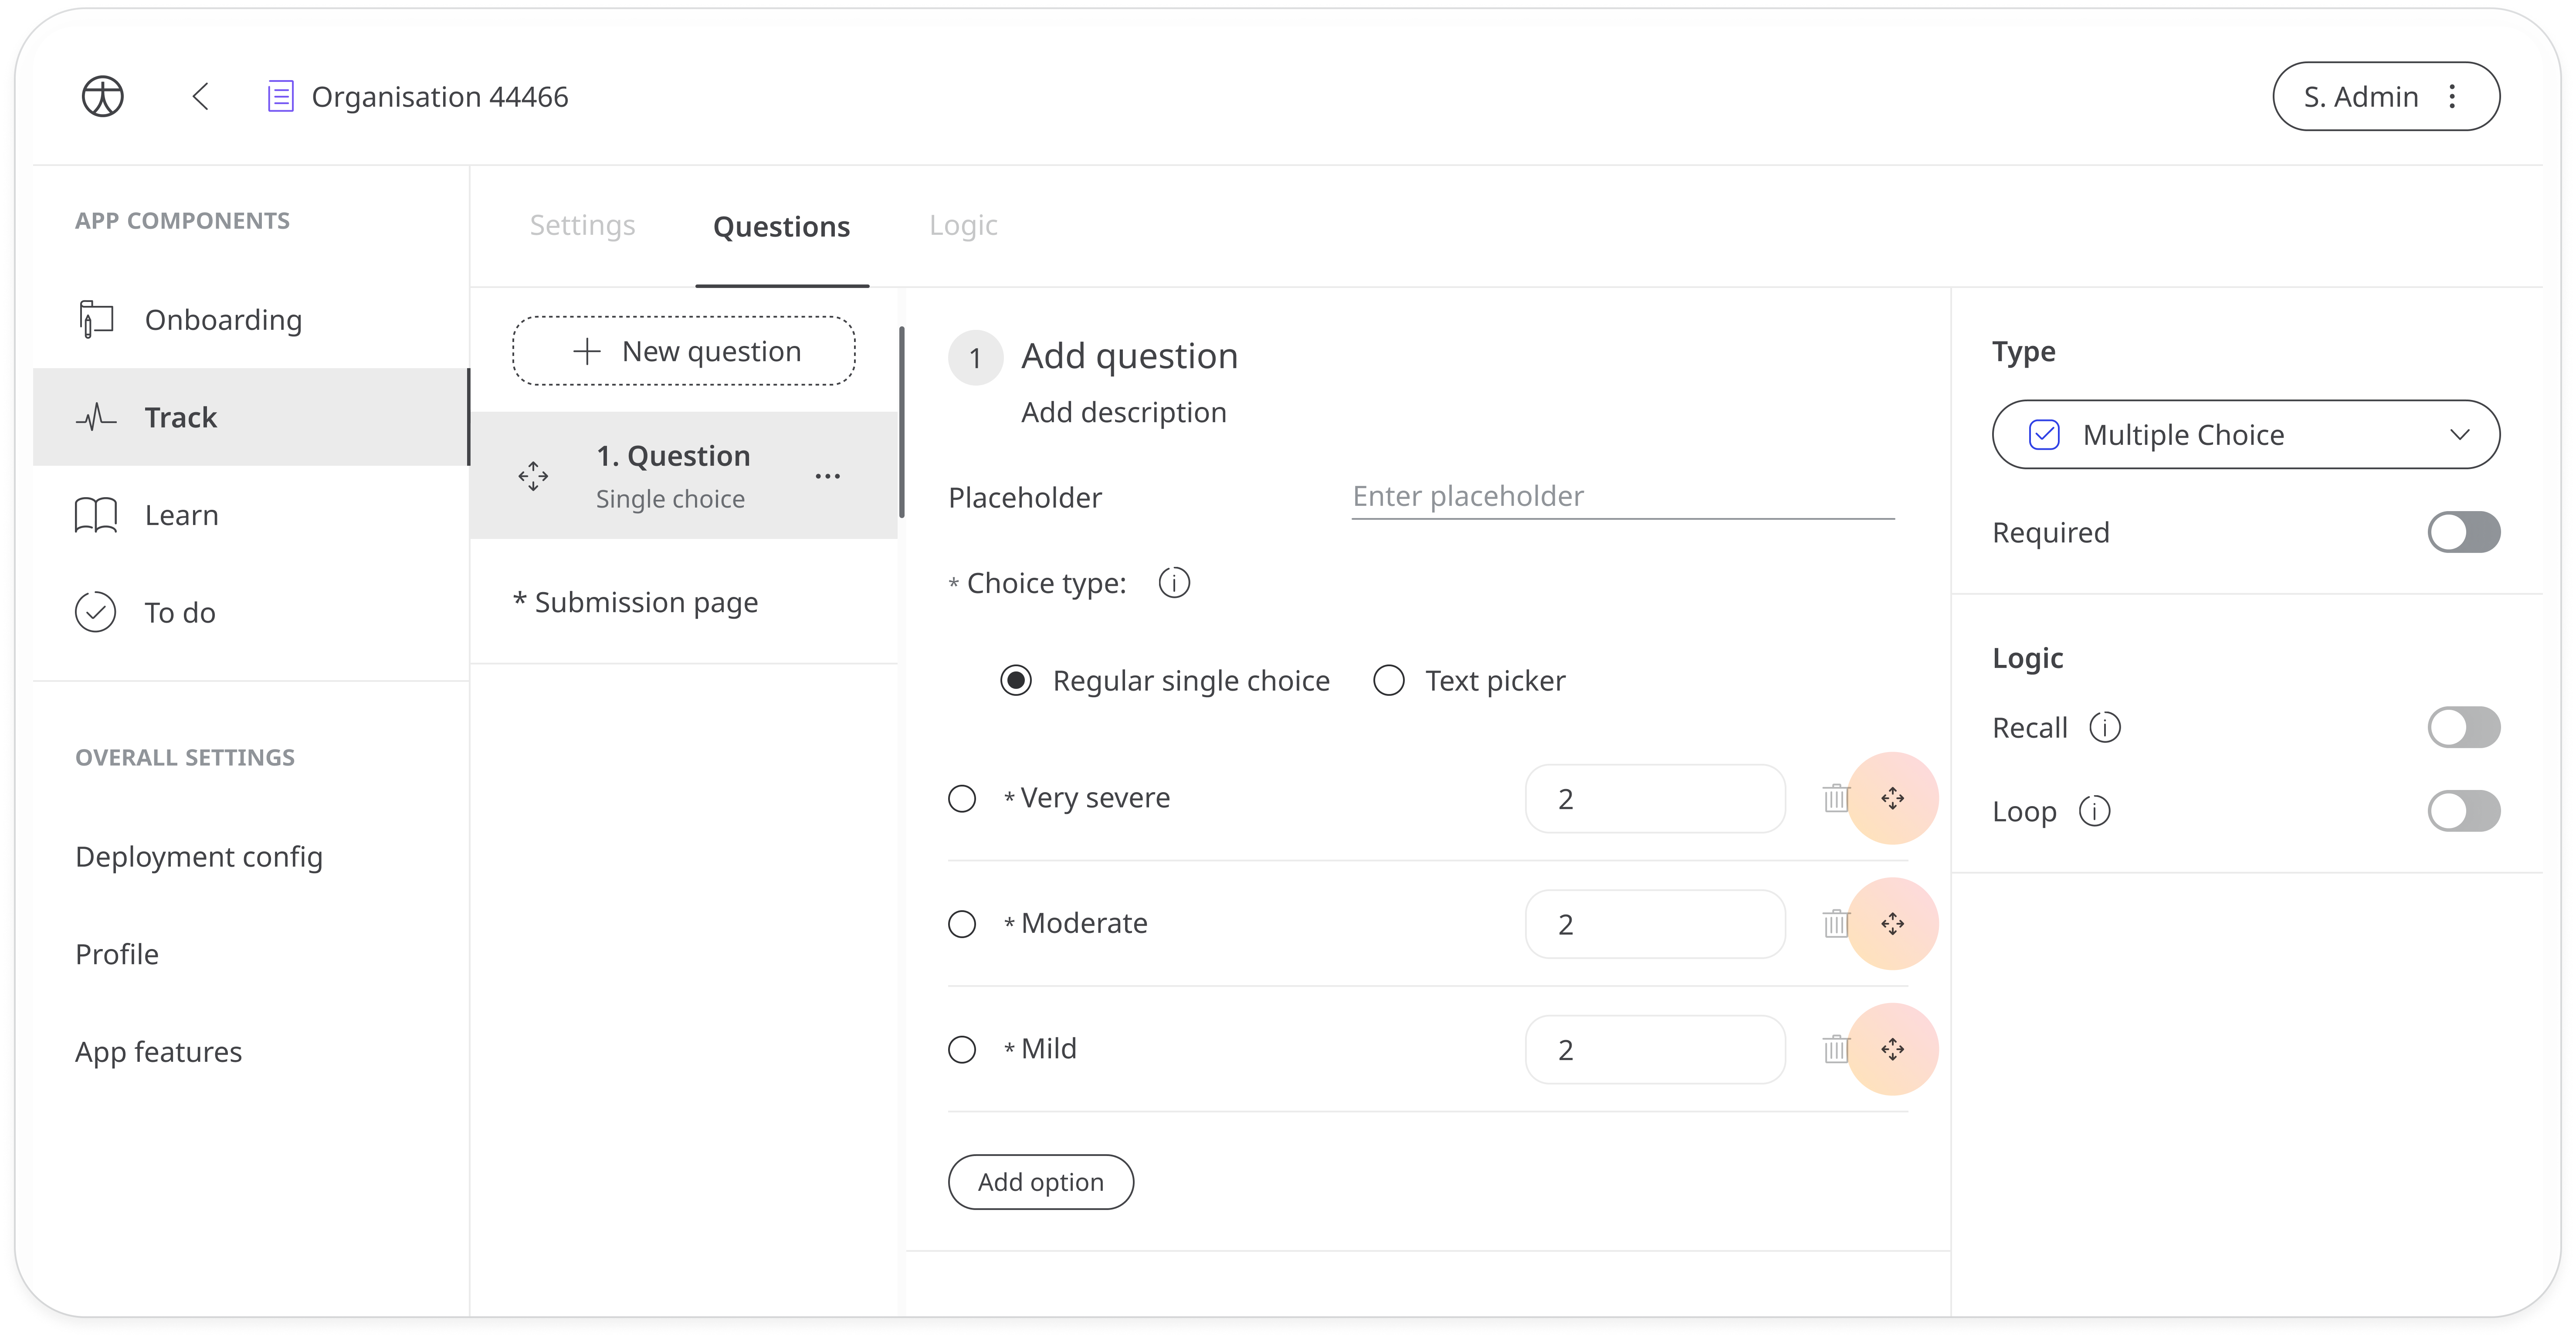 Organisation 44466
S. Admin
APP COMPONENTS
Onboarding
Track
Learn
To do
OVERALL SETTINGS
Deployment config
Profile
App features
Settings
Questions
Logic
New question
1. Question
Single choice
* Submission page
1 Add question
Add description
Placeholder
Enter placeholder
* Choice type:
Regular single choice
Text picker
* Very severe
2
* Moderate
2
* Mild
2
Add option
Type
Multiple Choice
Required
Logic
Recall
Loop